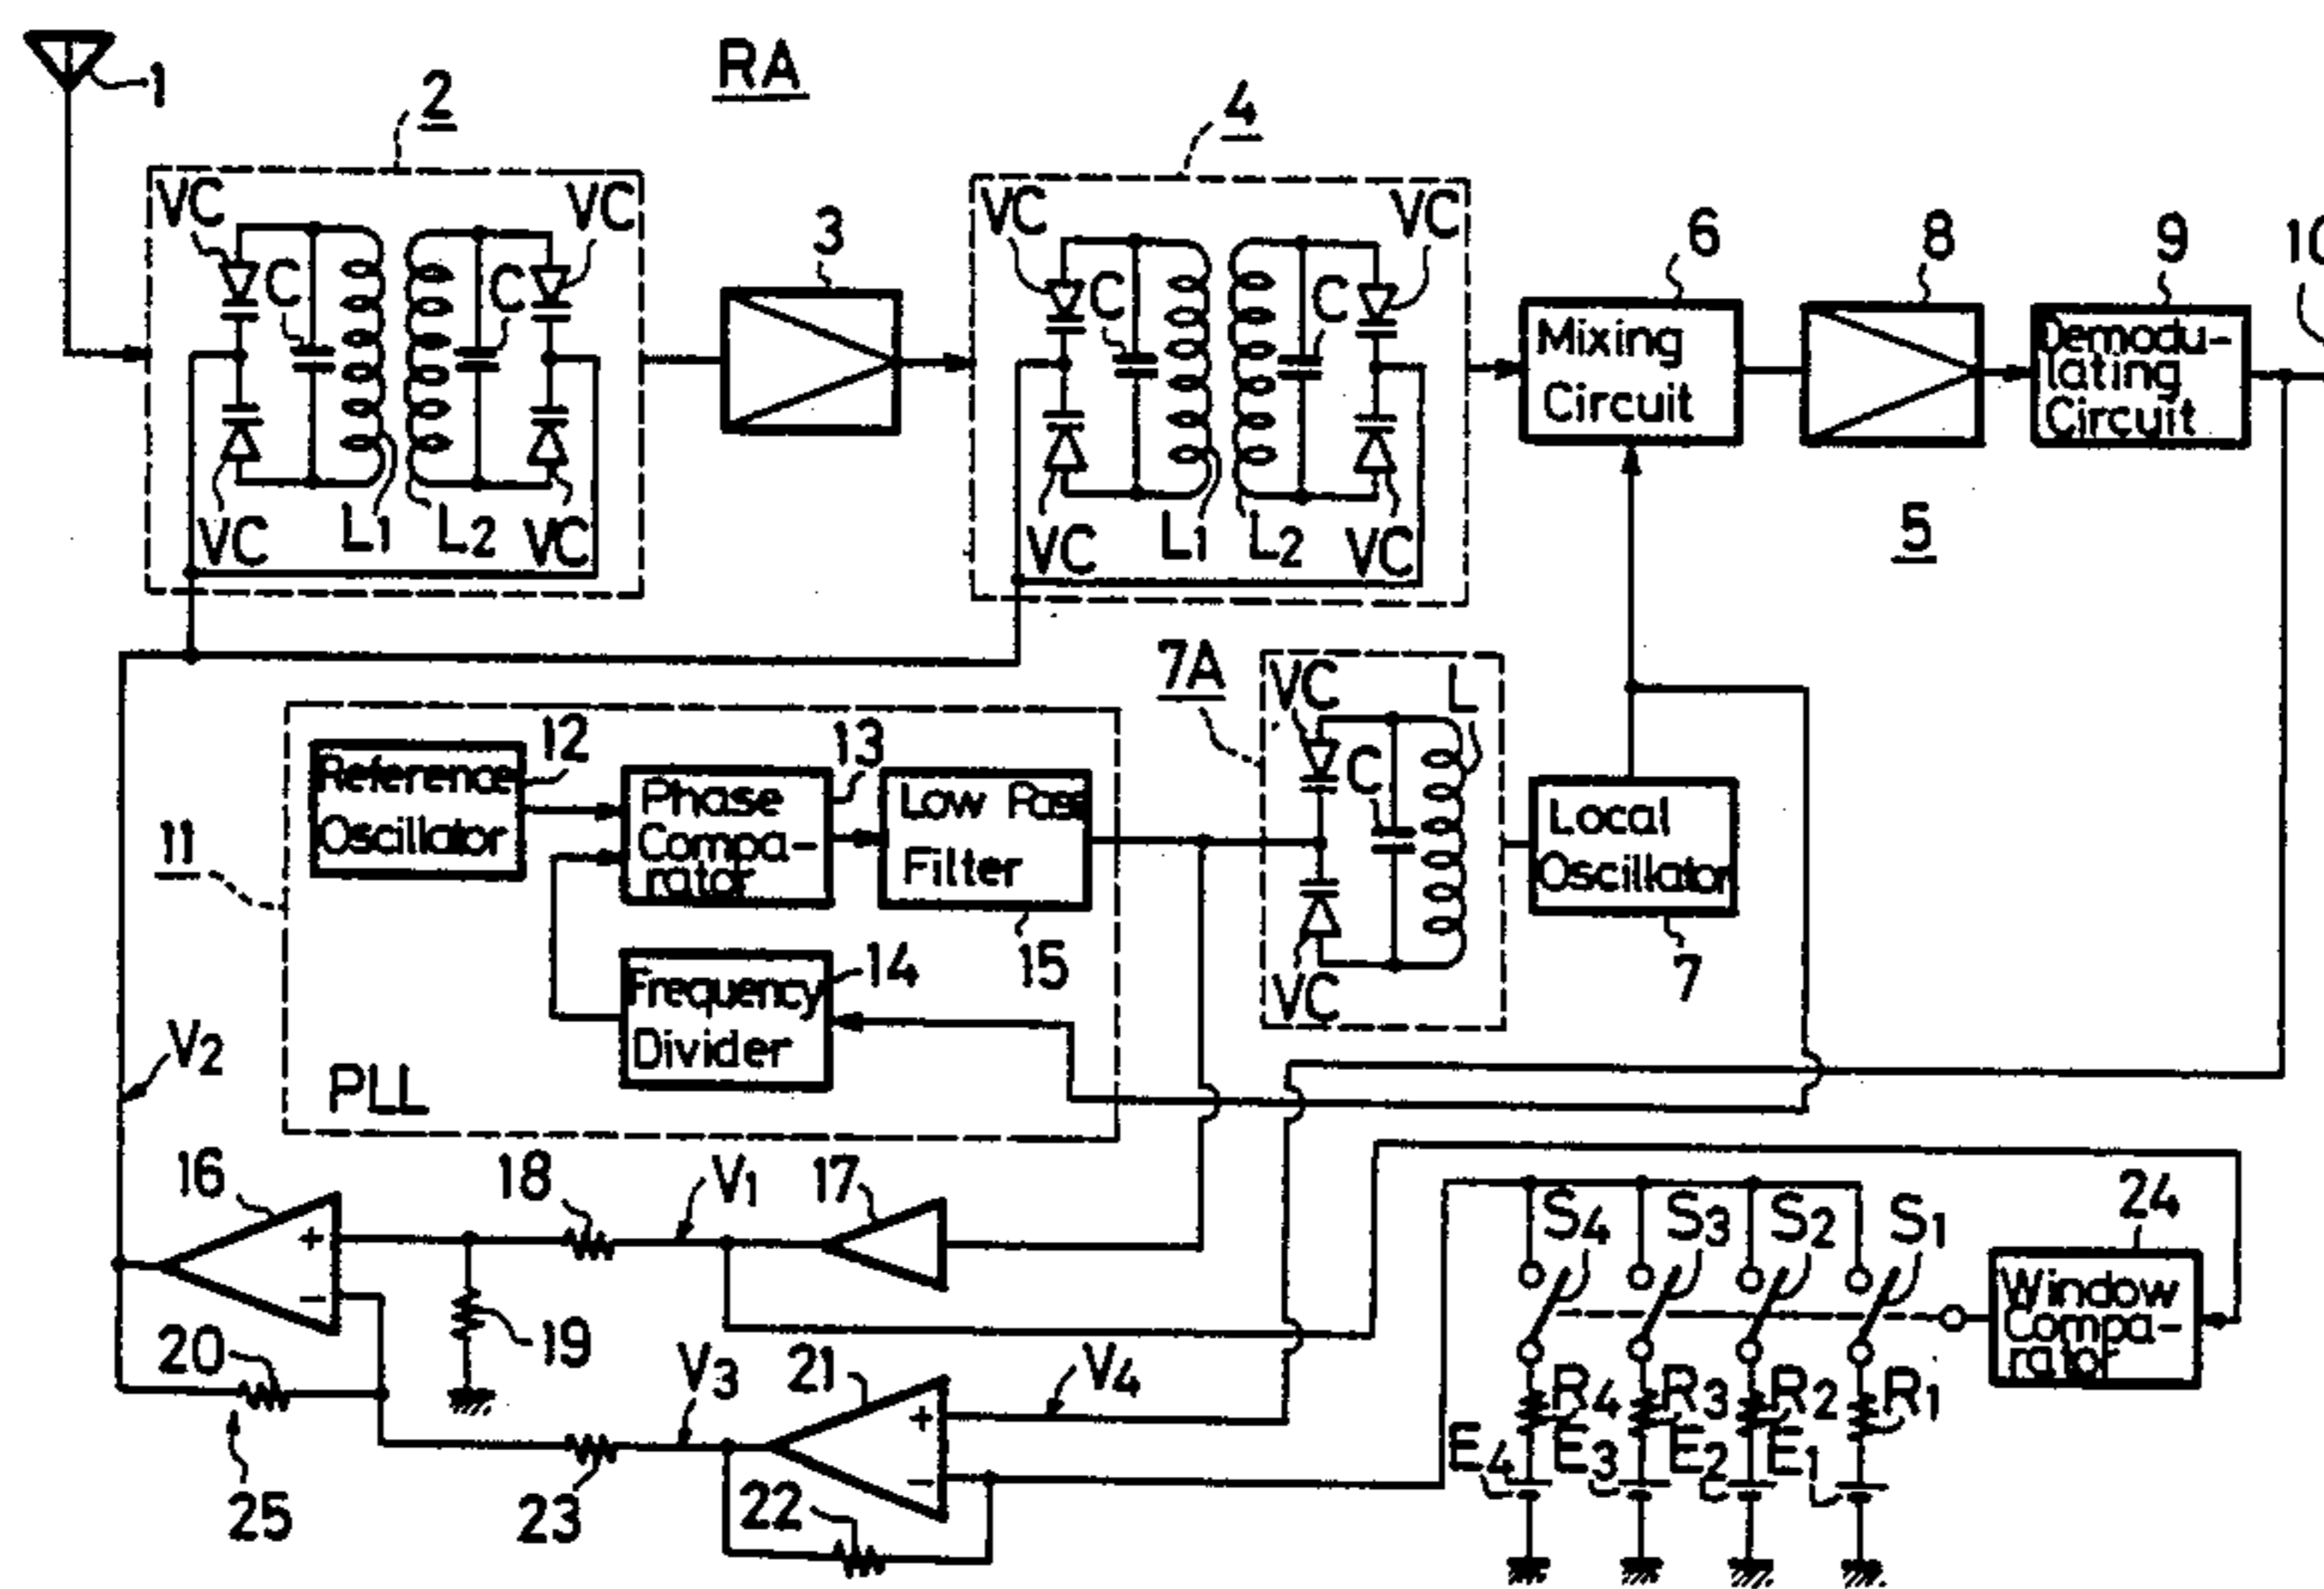 RA
1
2
4
VC
VC
VC
VC
3
6
8
9
10
C
C
C
C
Mixing
Circuit
Demodu-
lating
Circuit
VC
L1
L2
VC
VC
L1
L2
VC
5
7A
VC
L
12
13
Reference
Oscillator
Phase
Compa-
rator
Low Pass
Filter
C
Local
Oscillator
11
14
15
VC
7
Frequency
Divider
V2
PLL
16
18
V1
17
24
S4
S3
S2
S1
+
−
Window
Compa-
rator
20
19
V3
21
V4
R4
R3
R2
R1
+
−
E4
E3
E2
E1
25
23
22